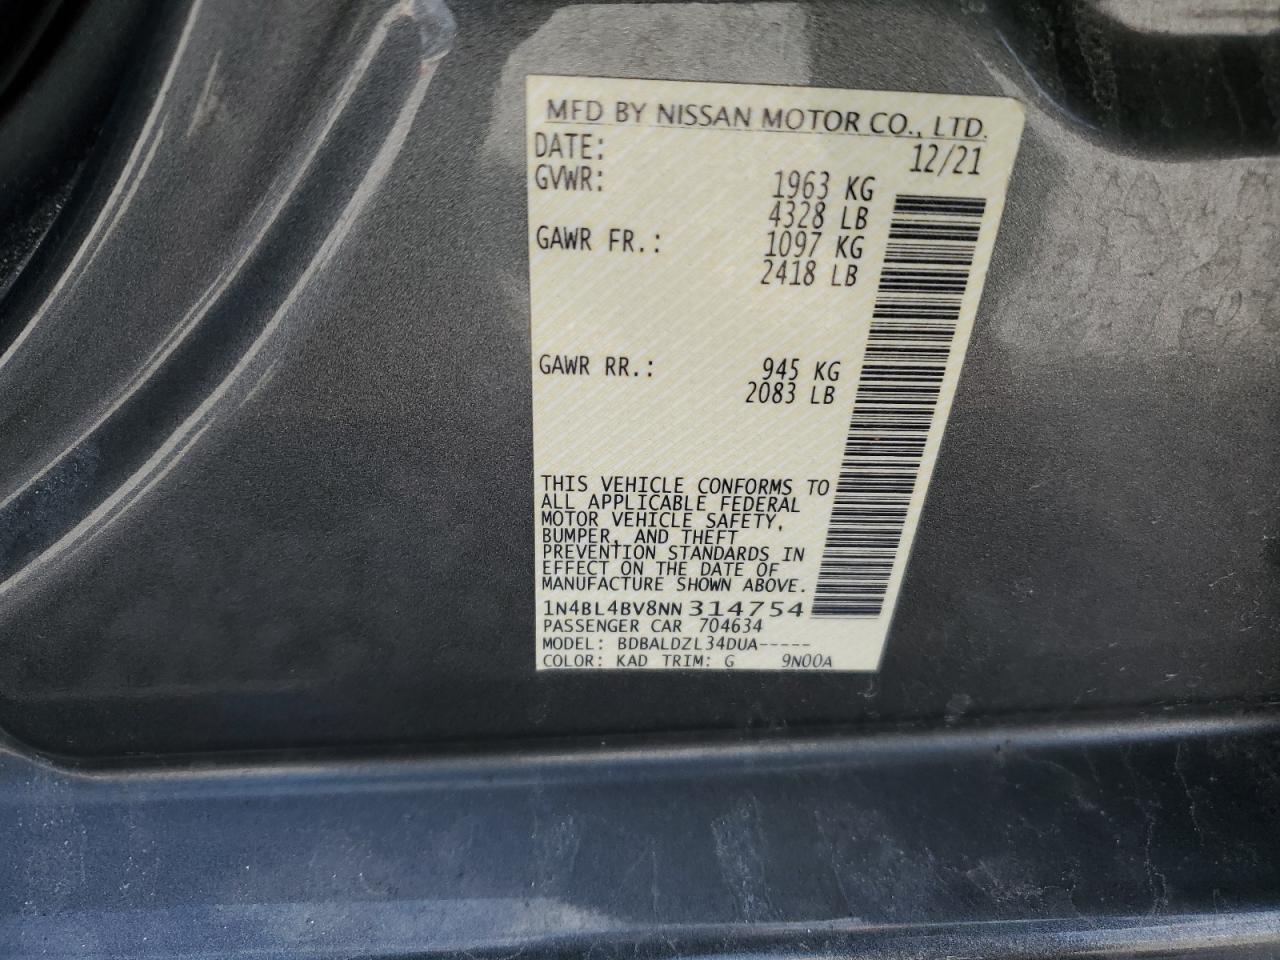 MFD BY NISSAN MOTOR CO., LTD.
DATE: 12/21
GVWR: 1963 KG
4328 LB
GAWR FR.: 1097 KG
2418 LB
GAWR RR.: 945 KG
2083 LB
THIS VEHICLE CONFORMS TO
ALL APPLICABLE FEDERAL
MOTOR VEHICLE SAFETY,
BUMPER, AND THEFT
PREVENTION STANDARDS IN
EFFECT ON THE DATE OF
MANUFACTURE SHOWN ABOVE.
1N4BL4BV8NN314754
PASSENGER CAR 704634
MODEL: BDBALDZL34DUA-----
COLOR: KAD TRIM: G 9N00A